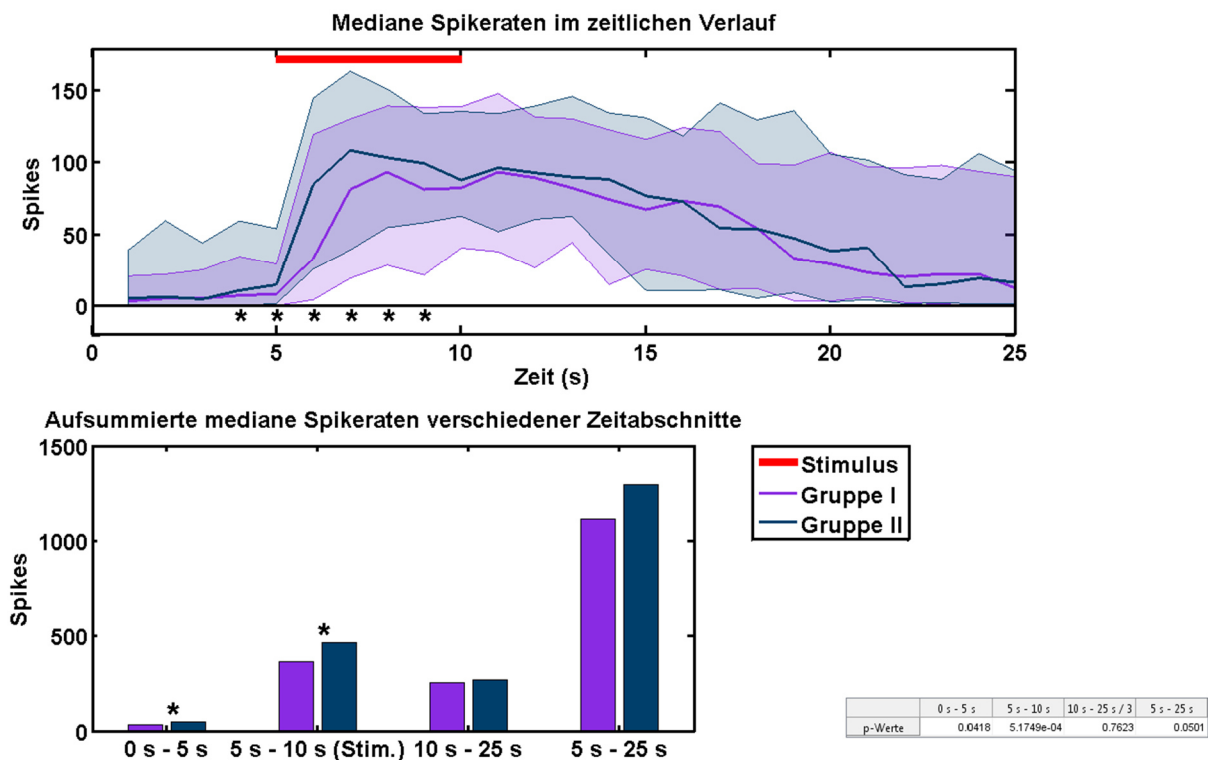 Mediane Spikeraten im zeitlichen Verlauf
150
100
50
0
Spikes
* * * * * *
0 5 10 15 20 25
Zeit (s)
Aufsummierte mediane Spikeraten verschiedener Zeitabschnitte
1500
1000
500
0
Spikes
* *
0 s - 5 s 5 s - 10 s (Stim.) 10 s - 25 s 5 s - 25 s
Stimulus
Gruppe I
Gruppe II
0 s - 5 s 5 s - 10 s 10 s - 25 s / 3 5 s - 25 s
p-Werte 0.0418 5.1749e-04 0.7623 0.0501